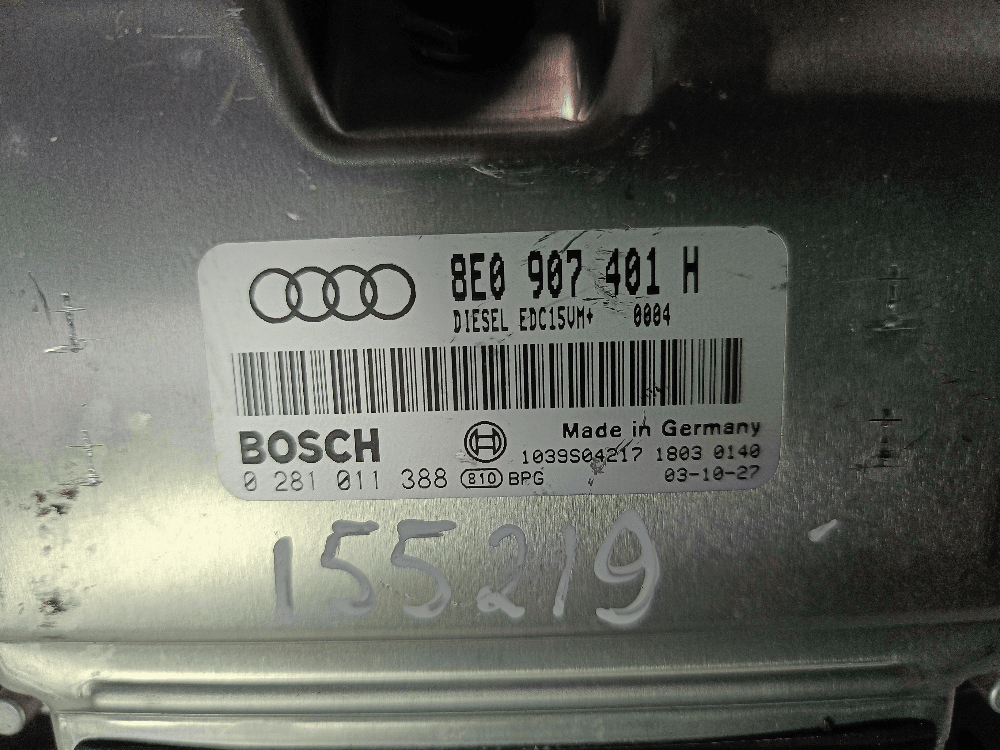 8E0 907 401 H
DIESEL EDC15VM+ 0004
BOSCH
Made in Germany
1039S04217 1803 0140
0 281 011 388 810 BPG 03-10-27
155219